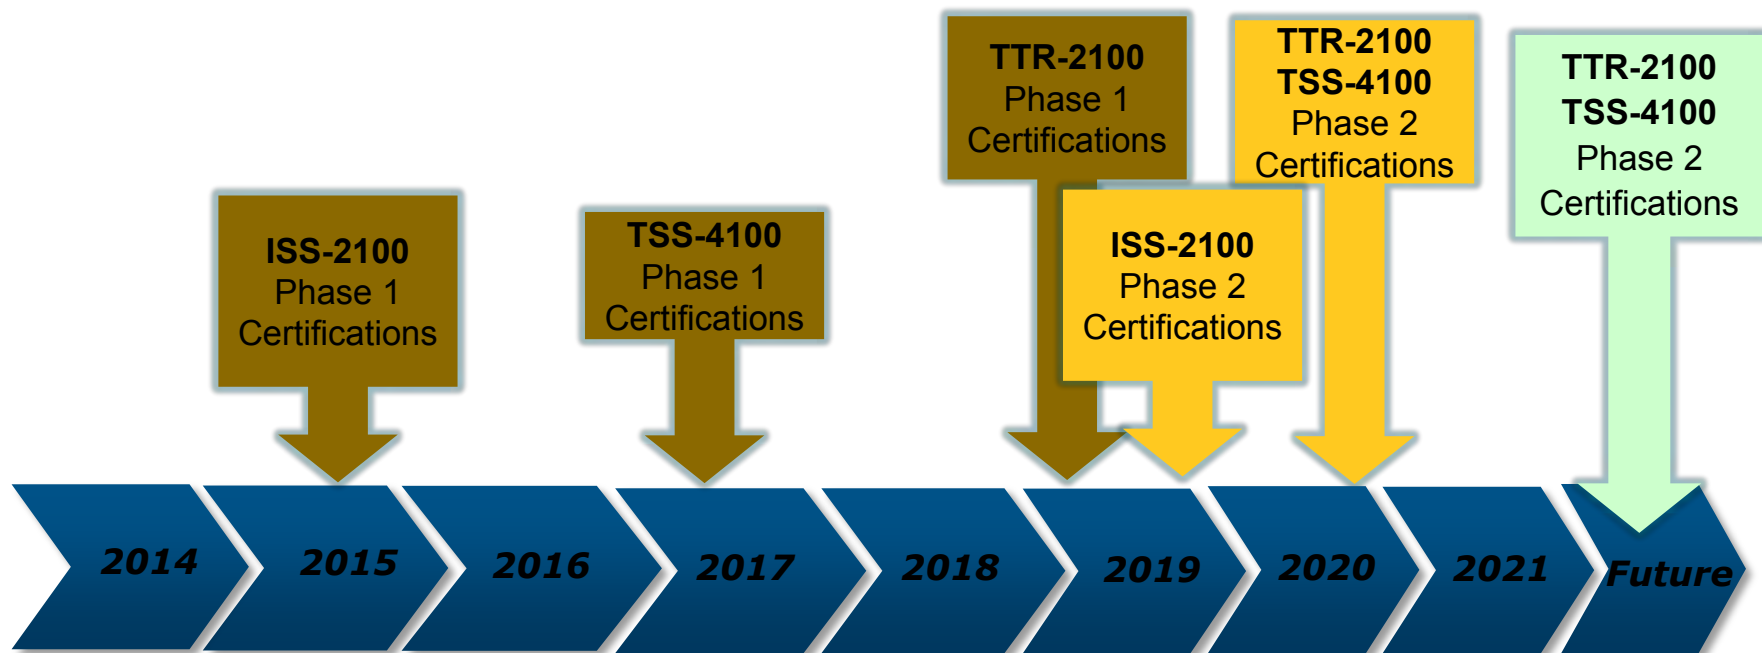 ISS-2100
Phase 1
Certifications
TSS-4100
Phase 1
Certifications
TTR-2100
Phase 1
Certifications
ISS-2100
Phase 2
Certifications
TTR-2100
TSS-4100
Phase 2
Certifications
TTR-2100
TSS-4100
Phase 2
Certifications
2014
2015
2016
2017
2018
2019
2020
2021
Future